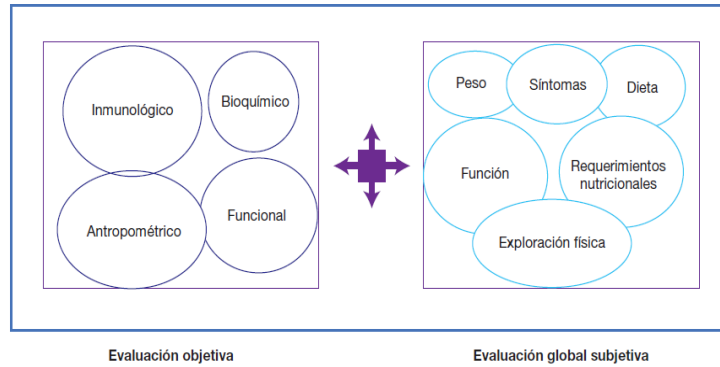 Inmunológico
Bioquímico
Antropométrico
Funcional
Peso
Síntomas
Dieta
Función
Requerimientos
nutricionales
Exploración física
Evaluación objetiva
Evaluación global subjetiva